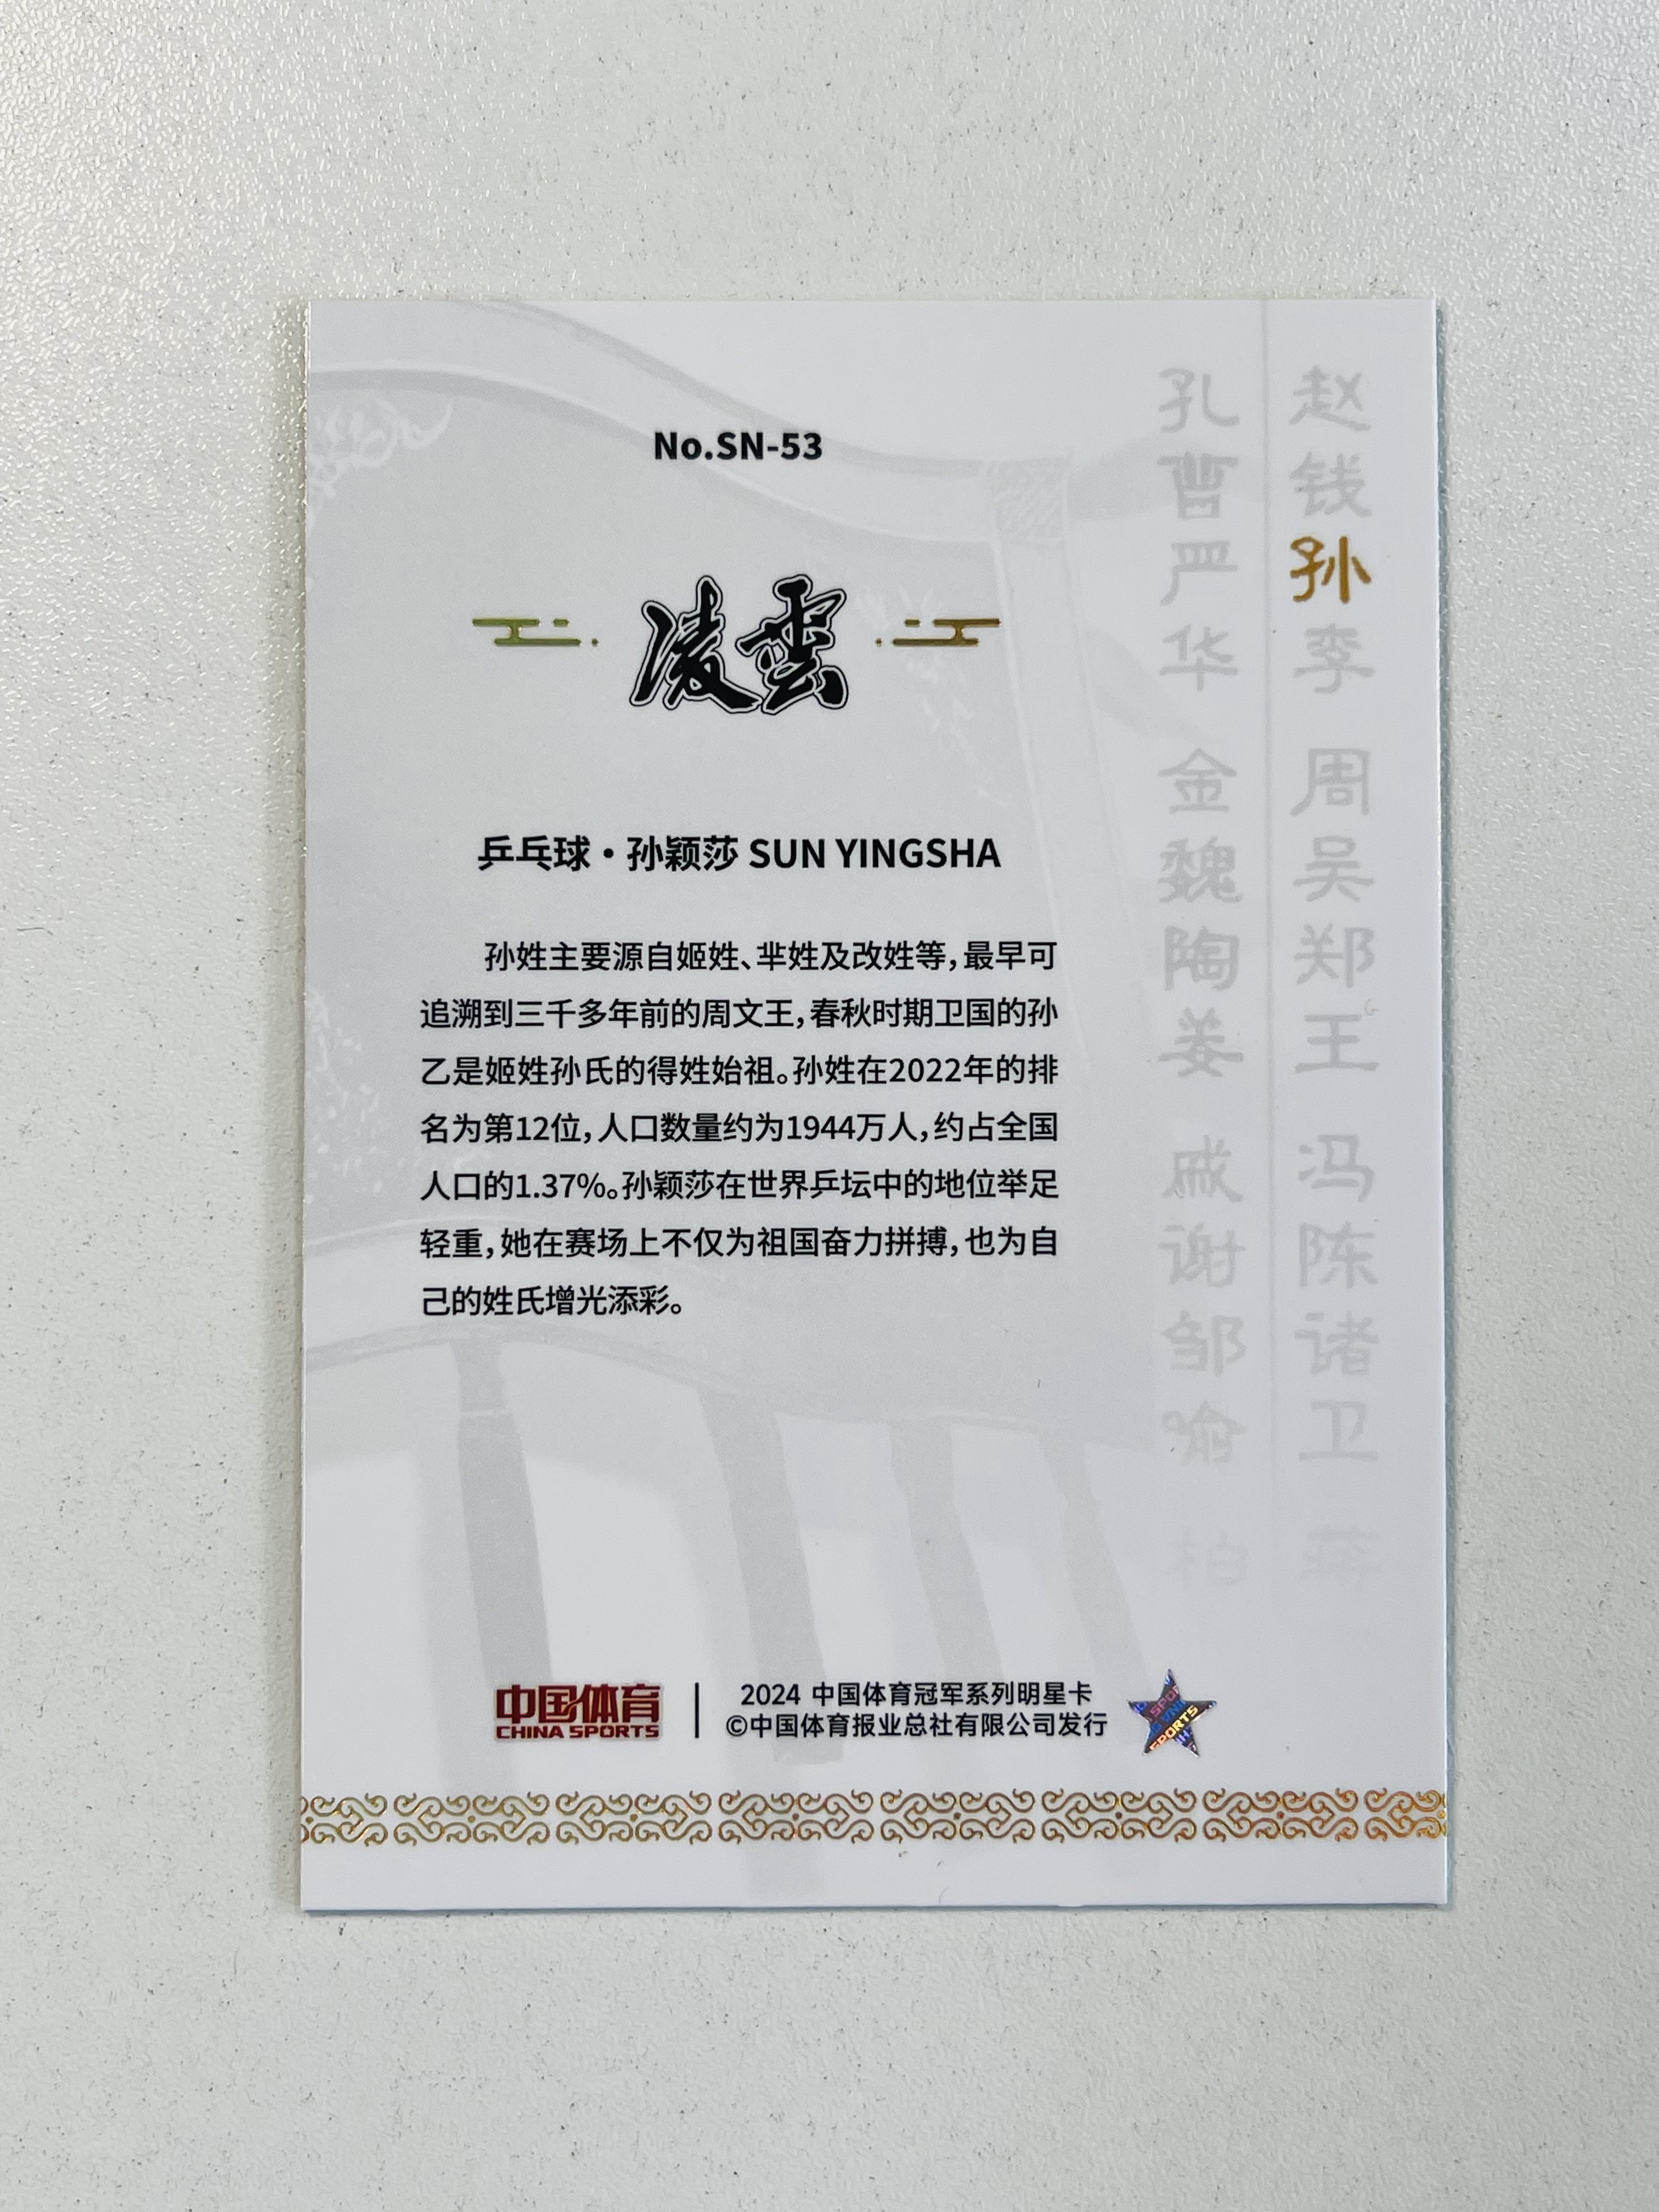 No.SN-53
凌雲
乒乓球·孙颖莎 SUN YINGSHA
孙姓主要源自姬姓、芈姓及改姓等，最早可
追溯到三千多年前的周文王，春秋时期卫国的孙
乙是姬姓孙氏的得姓始祖。孙姓在2022年的排
名为第12位，人口数量约为1944万人，约占全国
人口的1.37%。孙颖莎在世界乒坛中的地位举足
轻重，她在赛场上不仅为祖国奋力拼搏，也为自
己的姓氏增光添彩。
赵钱孙李 周吴郑王 冯陈诸卫 蒋
孔曹严华 金魏陶姜 戚谢邹喻 柏
中国体育
CHINA SPORTS
2024 中国体育冠军系列明星卡
©中国体育报业总社有限公司发行
SPORTS